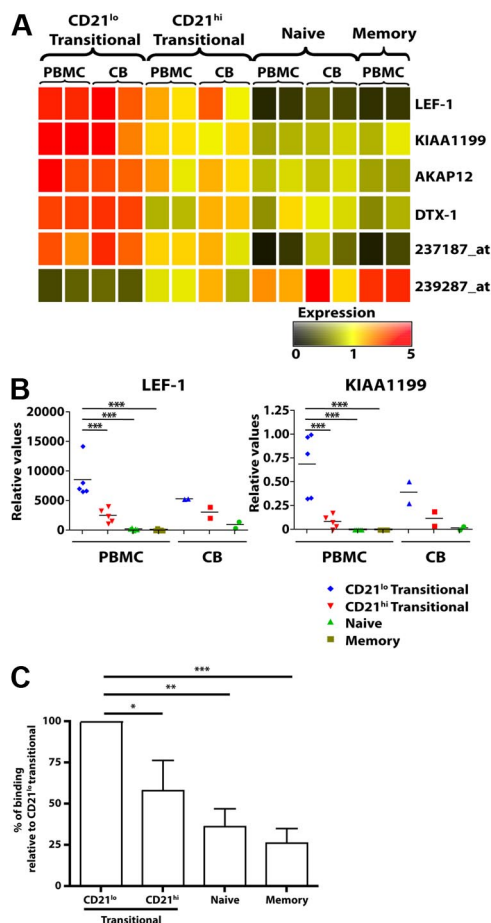 A
CD21lo Transitional
CD21hi Transitional
Naive
Memory
PBMC CB PBMC CB PBMC CB PBMC
LEF-1
KIAA1199
AKAP12
DTX-1
237187_at
239287_at
Expression
0 1 5
B
LEF-1
KIAA1199
Relative values
20000
15000
10000
5000
0
***
***
***
PBMC CB
Relative values
1.00
1.25
0.75
0.50
0.25
0
***
***
***
PBMC CB
CD21lo Transitional
CD21hi Transitional
Naive
Memory
C
% of binding
relative to CD21lo transitional
100
75
50
25
0
***
**
*
CD21lo CD21hi Naive Memory
Transitional